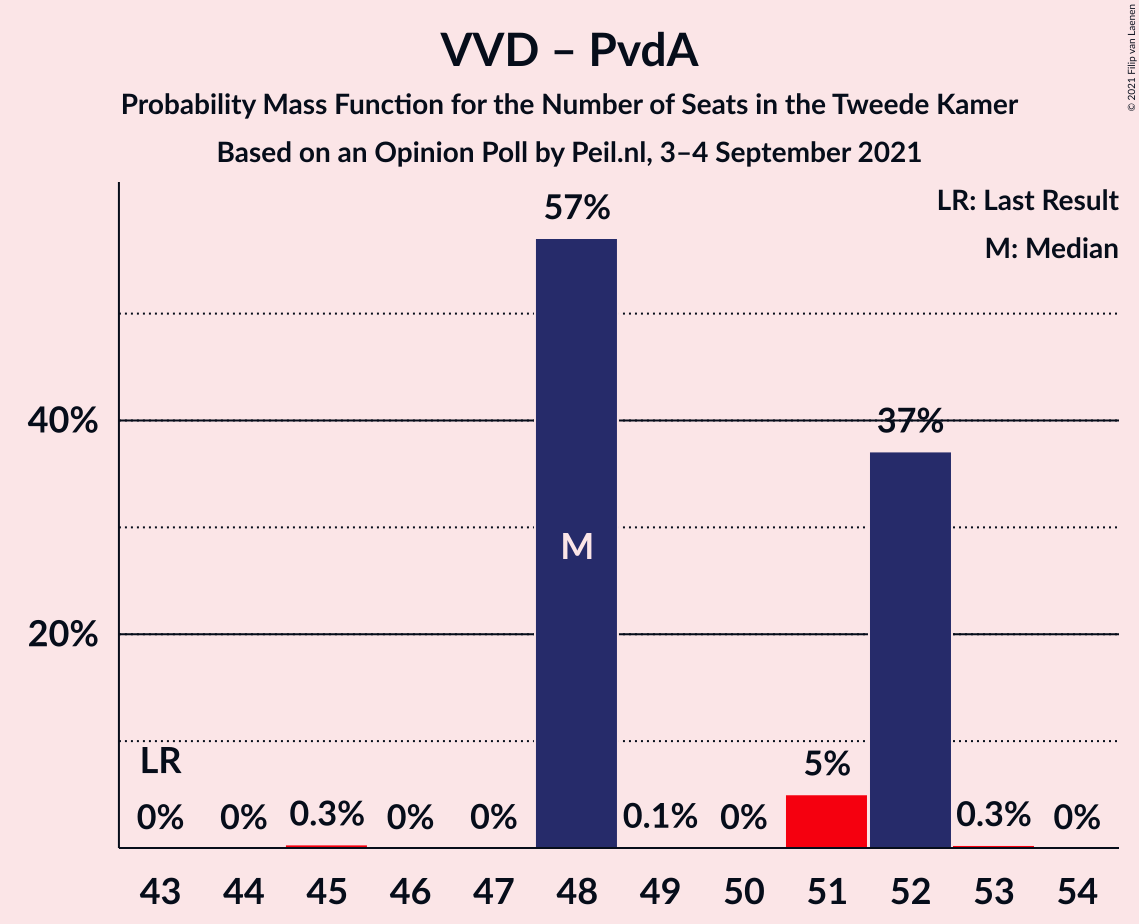 VVD – PvdA
Probability Mass Function for the Number of Seats in the Tweede Kamer
Based on an Opinion Poll by Peil.nl, 3–4 September 2021
© 2021 Filip van Laenen
LR: Last Result
M: Median
57%
40%
37%
M
20%
LR
5%
0% 0% 0.3% 0% 0% 0.1% 0% 0.3% 0%
43 44 45 46 47 48 49 50 51 52 53 54